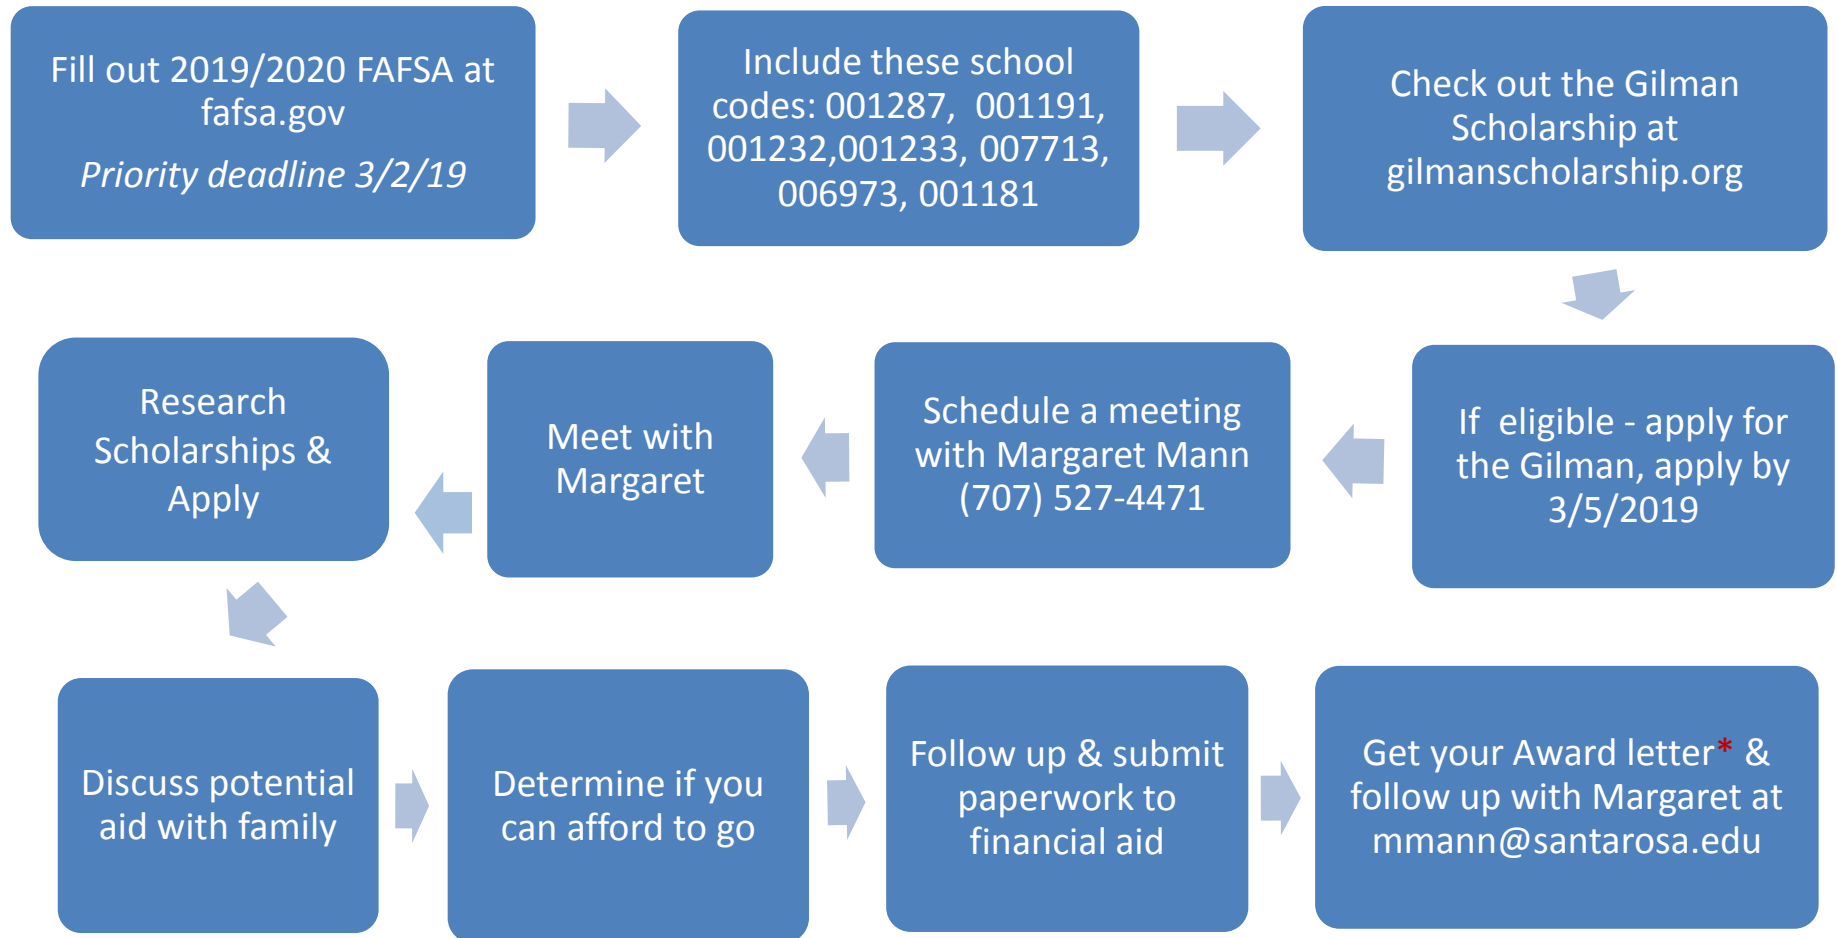 Fill out 2019/2020 FAFSA at
fafsa.gov
Priority deadline 3/2/19
Include these school
codes: 001287,  001191,
001232,001233, 007713,
006973, 001181
Check out the Gilman
Scholarship at
gilmanscholarship.org
If  eligible - apply for
the Gilman, apply by
3/5/2019
Schedule a meeting
with Margaret Mann
(707) 527-4471
Meet with
Margaret
Research
Scholarships &
Apply
Discuss potential
aid with family
Determine if you
can afford to go
Follow up & submit
paperwork to
financial aid
Get your Award letter* &
follow up with Margaret at
mmann@santarosa.edu